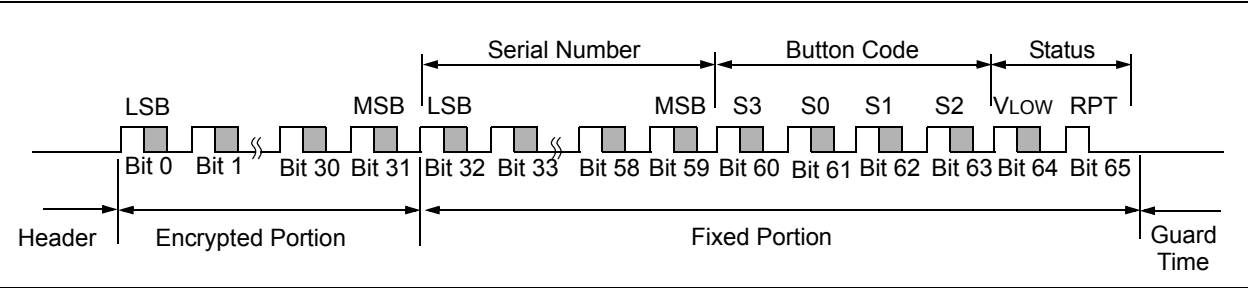 Serial Number Button Code Status
LSB MSB LSB MSB S3 S0 S1 S2 VLOW RPT
Bit 0 Bit 1 Bit 30 Bit 31 Bit 32 Bit 33 Bit 58 Bit 59 Bit 60 Bit 61 Bit 62 Bit 63 Bit 64 Bit 65
Header Encrypted Portion Fixed Portion Guard
Time